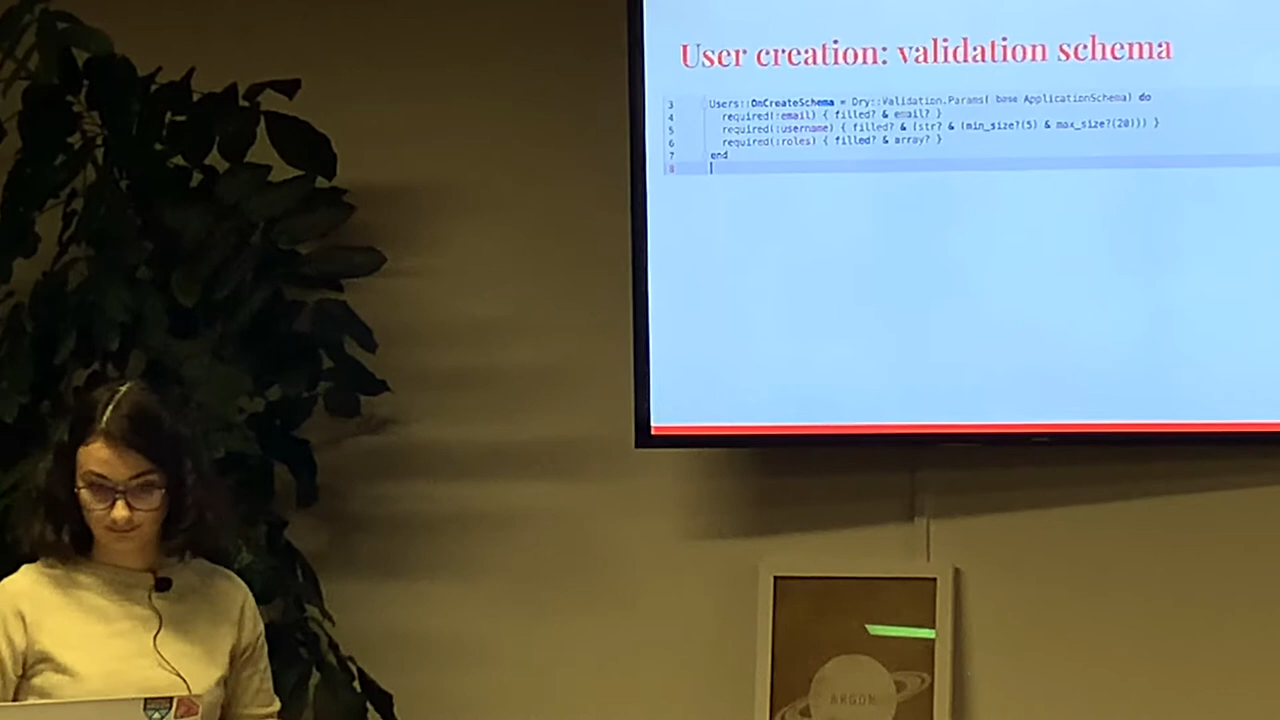 User creation: validation schema
3 Users::OnCreateSchema = Dry::Validation.Params( base ApplicationSchema) do
4 required(:email) { filled? & email? }
5 required(:username) { filled? & (str? & (min_size?(5) & max_size?(20))) }
6 required(:roles) { filled? & array? }
7 end
8
ARGON